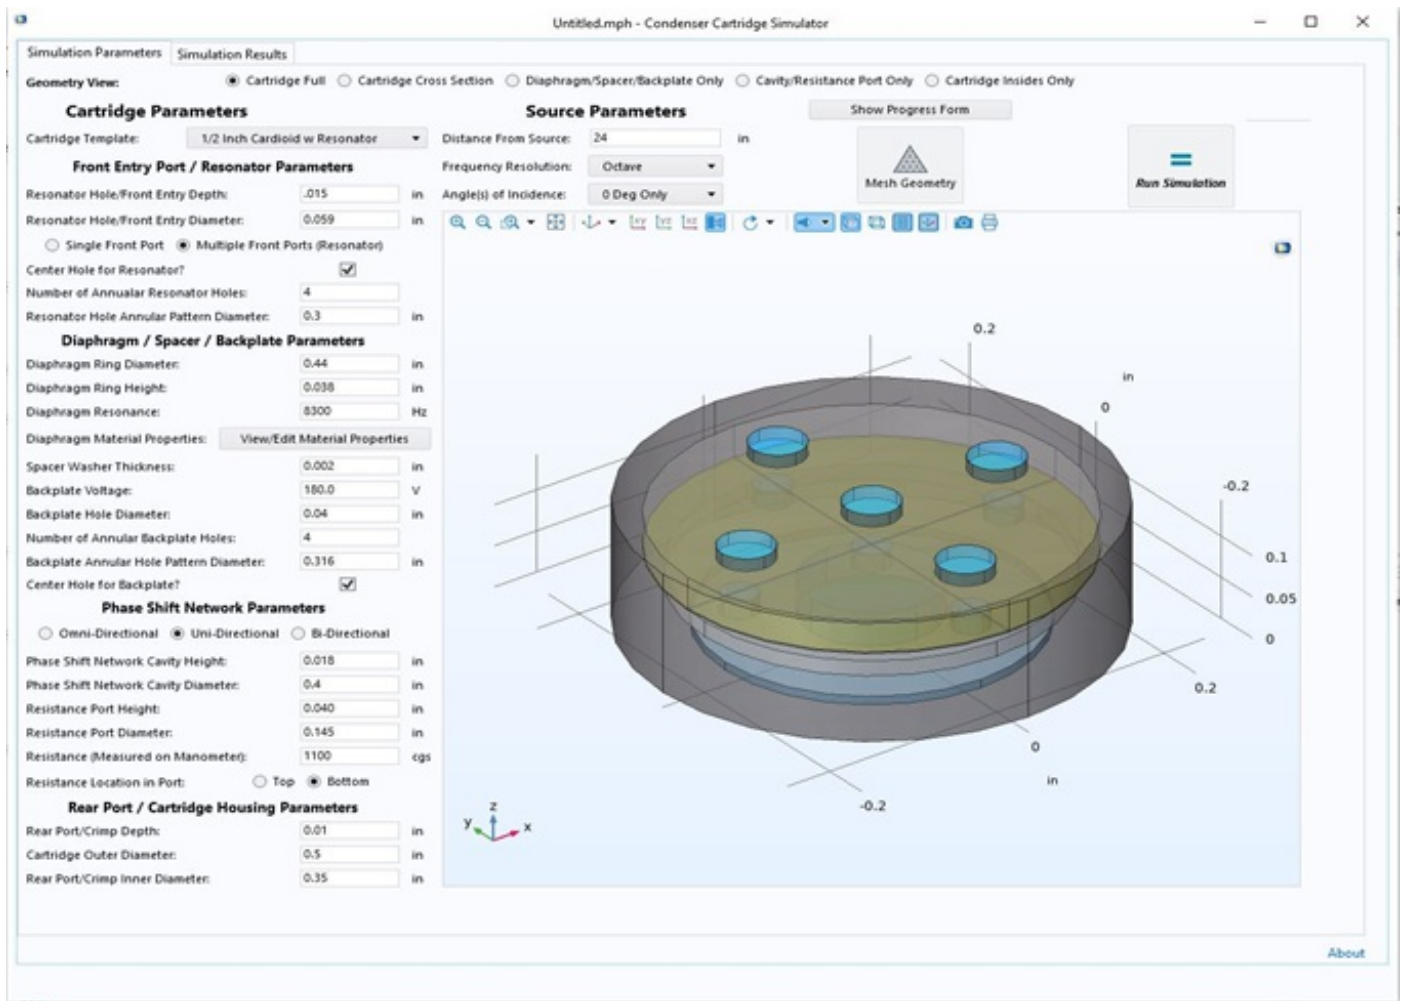 Untitled.mph - Condenser Cartridge Simulator
Simulation Parameters Simulation Results
Geometry View: Cartridge Full Cartridge Cross Section Diaphragm/Spacer/Backplate Only Cavity/Resistance Port Only Cartridge Insides Only
Cartridge Parameters
Cartridge Template: 1/2 Inch Cardioid w Resonator
Front Entry Port / Resonator Parameters
Resonator Hole/Front Entry Depth: .015 in
Resonator Hole/Front Entry Diameter: 0.059 in
Single Front Port Multiple Front Ports (Resonator)
Center Hole for Resonator?
Number of Annualar Resonator Holes: 4
Resonator Hole Annular Pattern Diameter: 0.3 in
Diaphragm / Spacer / Backplate Parameters
Diaphragm Ring Diameter: 0.44 in
Diaphragm Ring Height: 0.038 in
Diaphragm Resonance: 8300 Hz
Diaphragm Material Properties: View/Edit Material Properties
Spacer Washer Thickness: 0.002 in
Backplate Voltage: 180.0 V
Backplate Hole Diameter: 0.04 in
Number of Annular Backplate Holes: 4
Backplate Annular Hole Pattern Diameter: 0.316 in
Center Hole for Backplate?
Phase Shift Network Parameters
Omni-Directional Uni-Directional Bi-Directional
Phase Shift Network Cavity Height: 0.018 in
Phase Shift Network Cavity Diameter: 0.4 in
Resistance Port Height: 0.040 in
Resistance Port Diameter: 0.145 in
Resistance (Measured on Manometer): 1100 cgs
Resistance Location in Port: Top Bottom
Rear Port / Cartridge Housing Parameters
Rear Port/Crimp Depth: 0.01 in
Cartridge Outer Diameter: 0.5 in
Rear Port/Crimp Inner Diameter: 0.35 in
Source Parameters
Distance From Source: 24 in
Frequency Resolution: Octave
Angle(s) of Incidence: 0 Deg Only
Show Progress Form
Mesh Geometry
Run Simulation
xy yz xz
0.2
in
0
-0.2
0.1
0.05
0
0.2
0
in
-0.2
z
y x
About